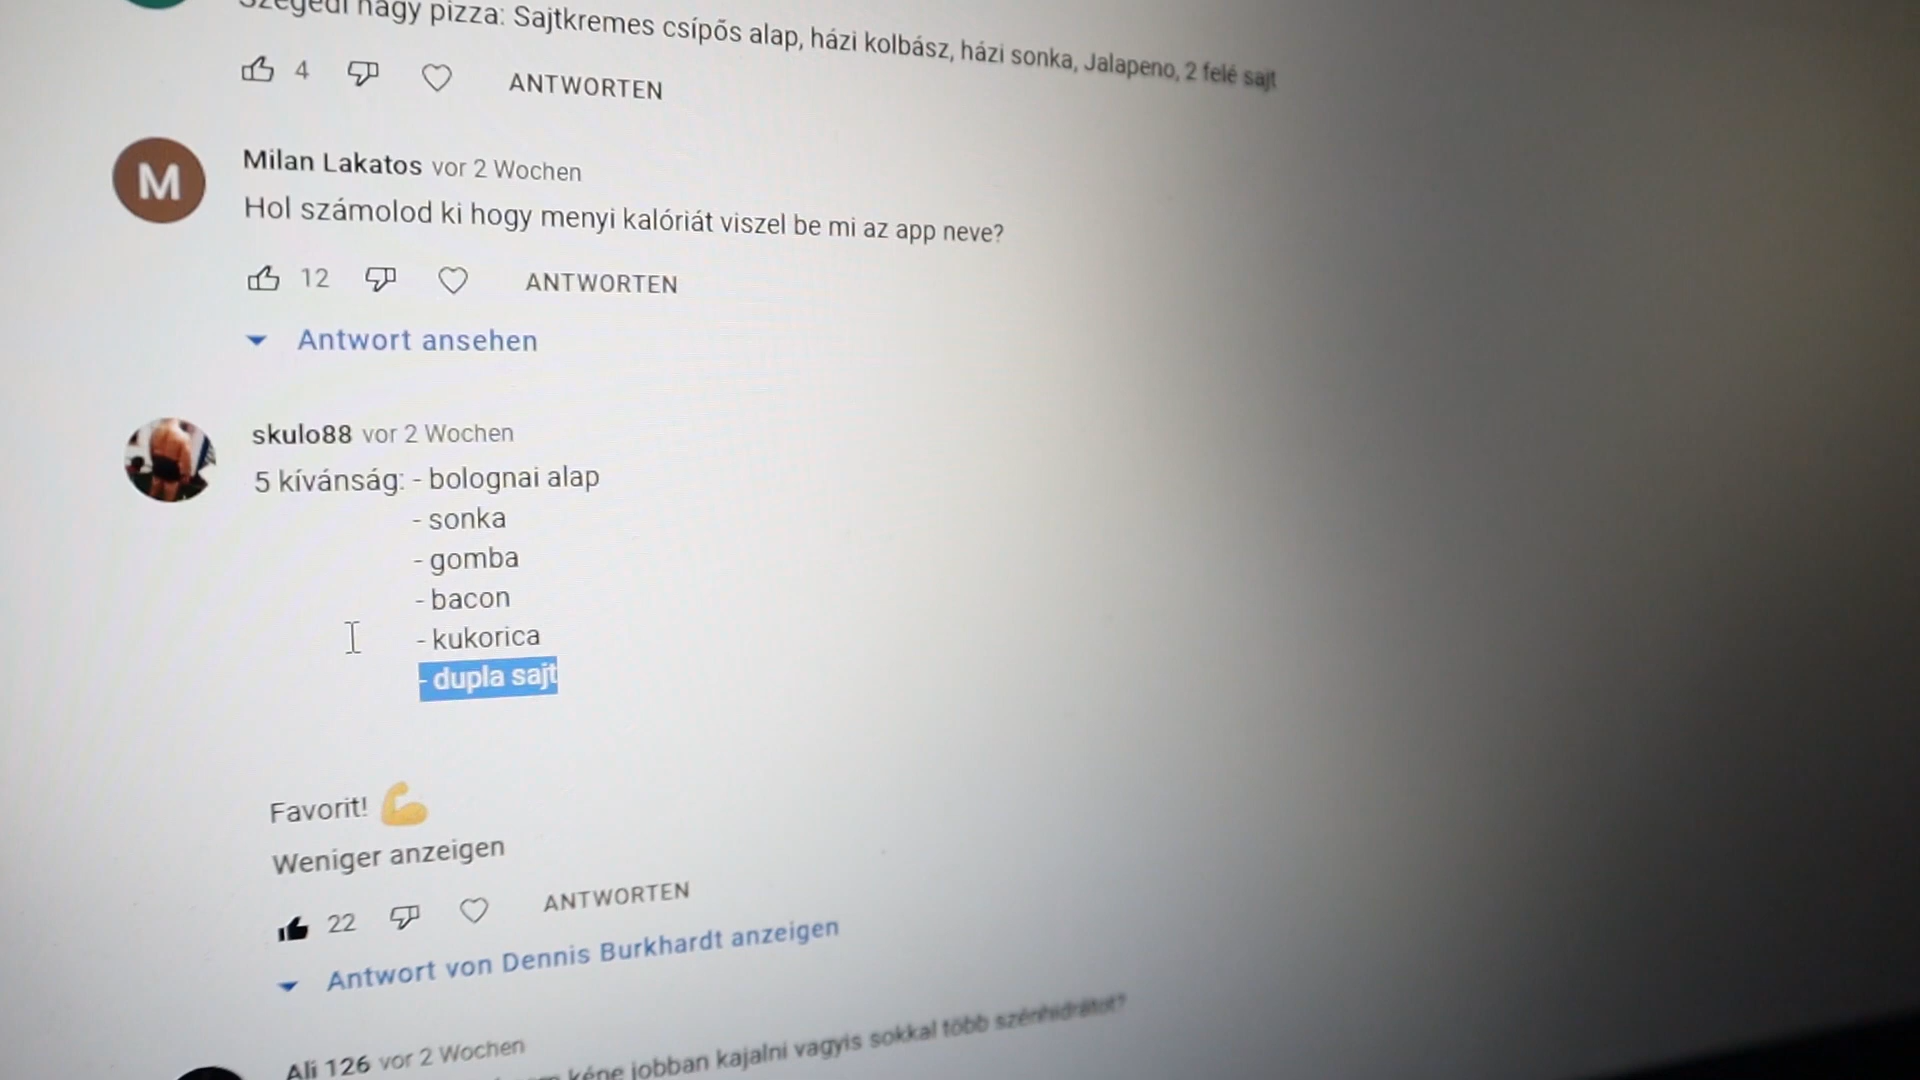 Szegedi nagy pizza: Sajtkremes csípős alap, házi kolbász, házi sonka, Jalapeno, 2 felé sajt
4 ANTWORTEN
M
Milan Lakatos vor 2 Wochen
Hol számolod ki hogy menyi kalóriát viszel be mi az app neve?
12 ANTWORTEN
Antwort ansehen
skulo88 vor 2 Wochen
5 kívánság: - bolognai alap
- sonka
- gomba
- bacon
- kukorica
- dupla sajt
Favorit! 💪
Weniger anzeigen
22 ANTWORTEN
Antwort von Dennis Burkhardt anzeigen
Ali 126 vor 2 Wochen
kéne jobban kajalni vagyis sokkal több szénhidrátot?